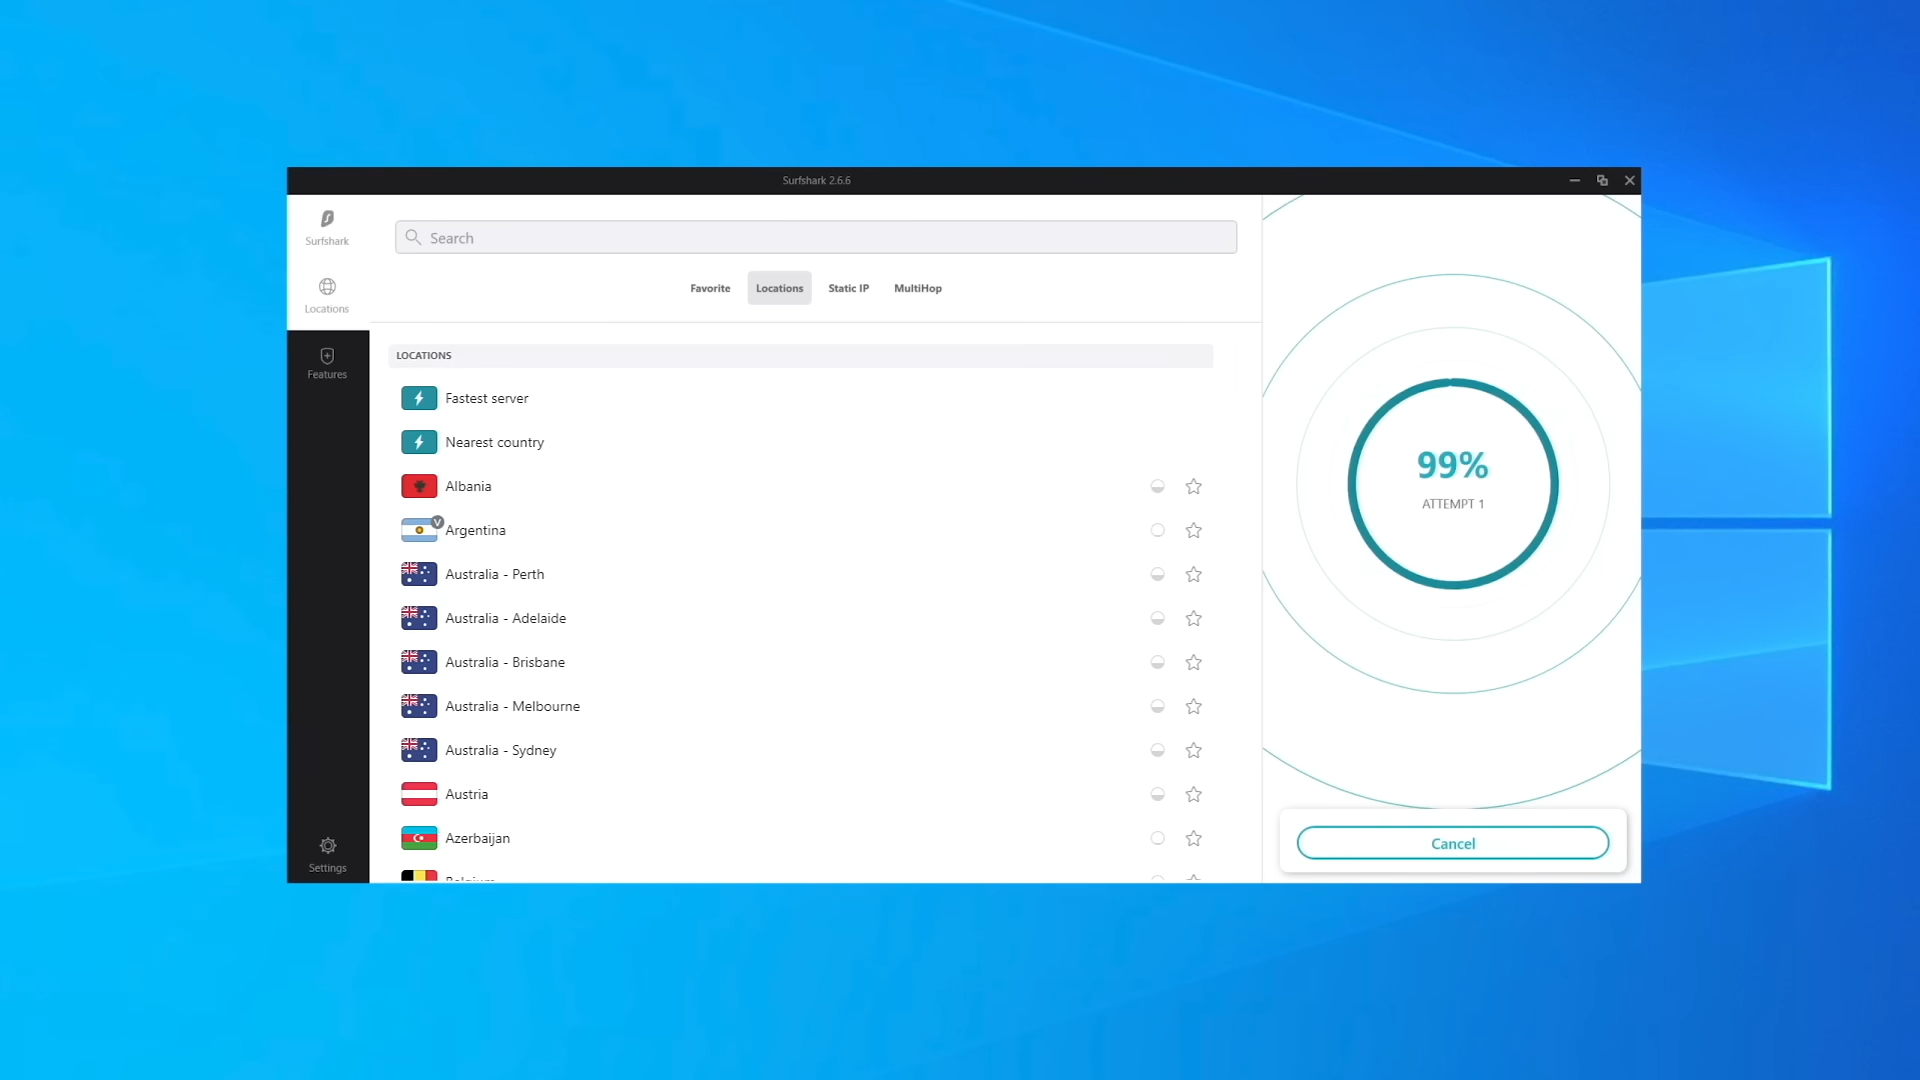 Surfshark 2.6.6
Surfshark
Locations
Features
Settings
Search
Favorite
Locations
Static IP
MultiHop
LOCATIONS
Fastest server
Nearest country
Albania
V
Argentina
Australia - Perth
Australia - Adelaide
Australia - Brisbane
Australia - Melbourne
Australia - Sydney
Austria
Azerbaijan
Belgium
99%
ATTEMPT 1
Cancel